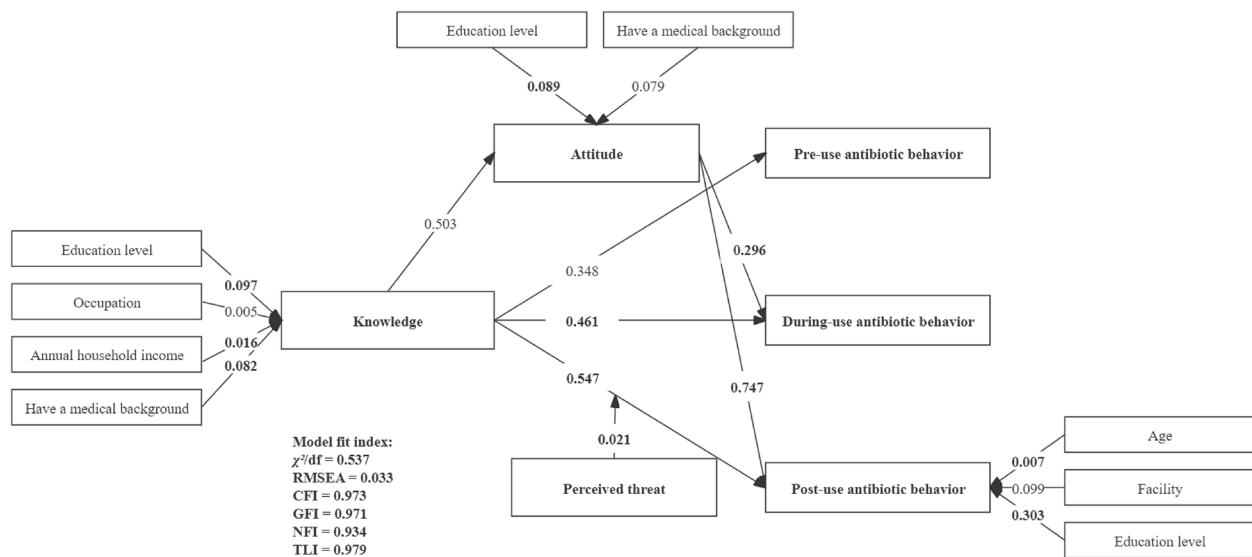 Education level
Have a medical background
0.089
0.079
Attitude
Pre-use antibiotic behavior
0.503
Education level
0.348
0.296
0.097
Occupation
0.005
Knowledge
0.461
During-use antibiotic behavior
Annual household income
0.016
0.082
0.547
0.747
Have a medical background
0.021
Perceived threat
Post-use antibiotic behavior
Age
0.007
0.099
Facility
0.303
Education level
Model fit index:
χ²/df = 0.537
RMSEA = 0.033
CFI = 0.973
GFI = 0.971
NFI = 0.934
TLI = 0.979